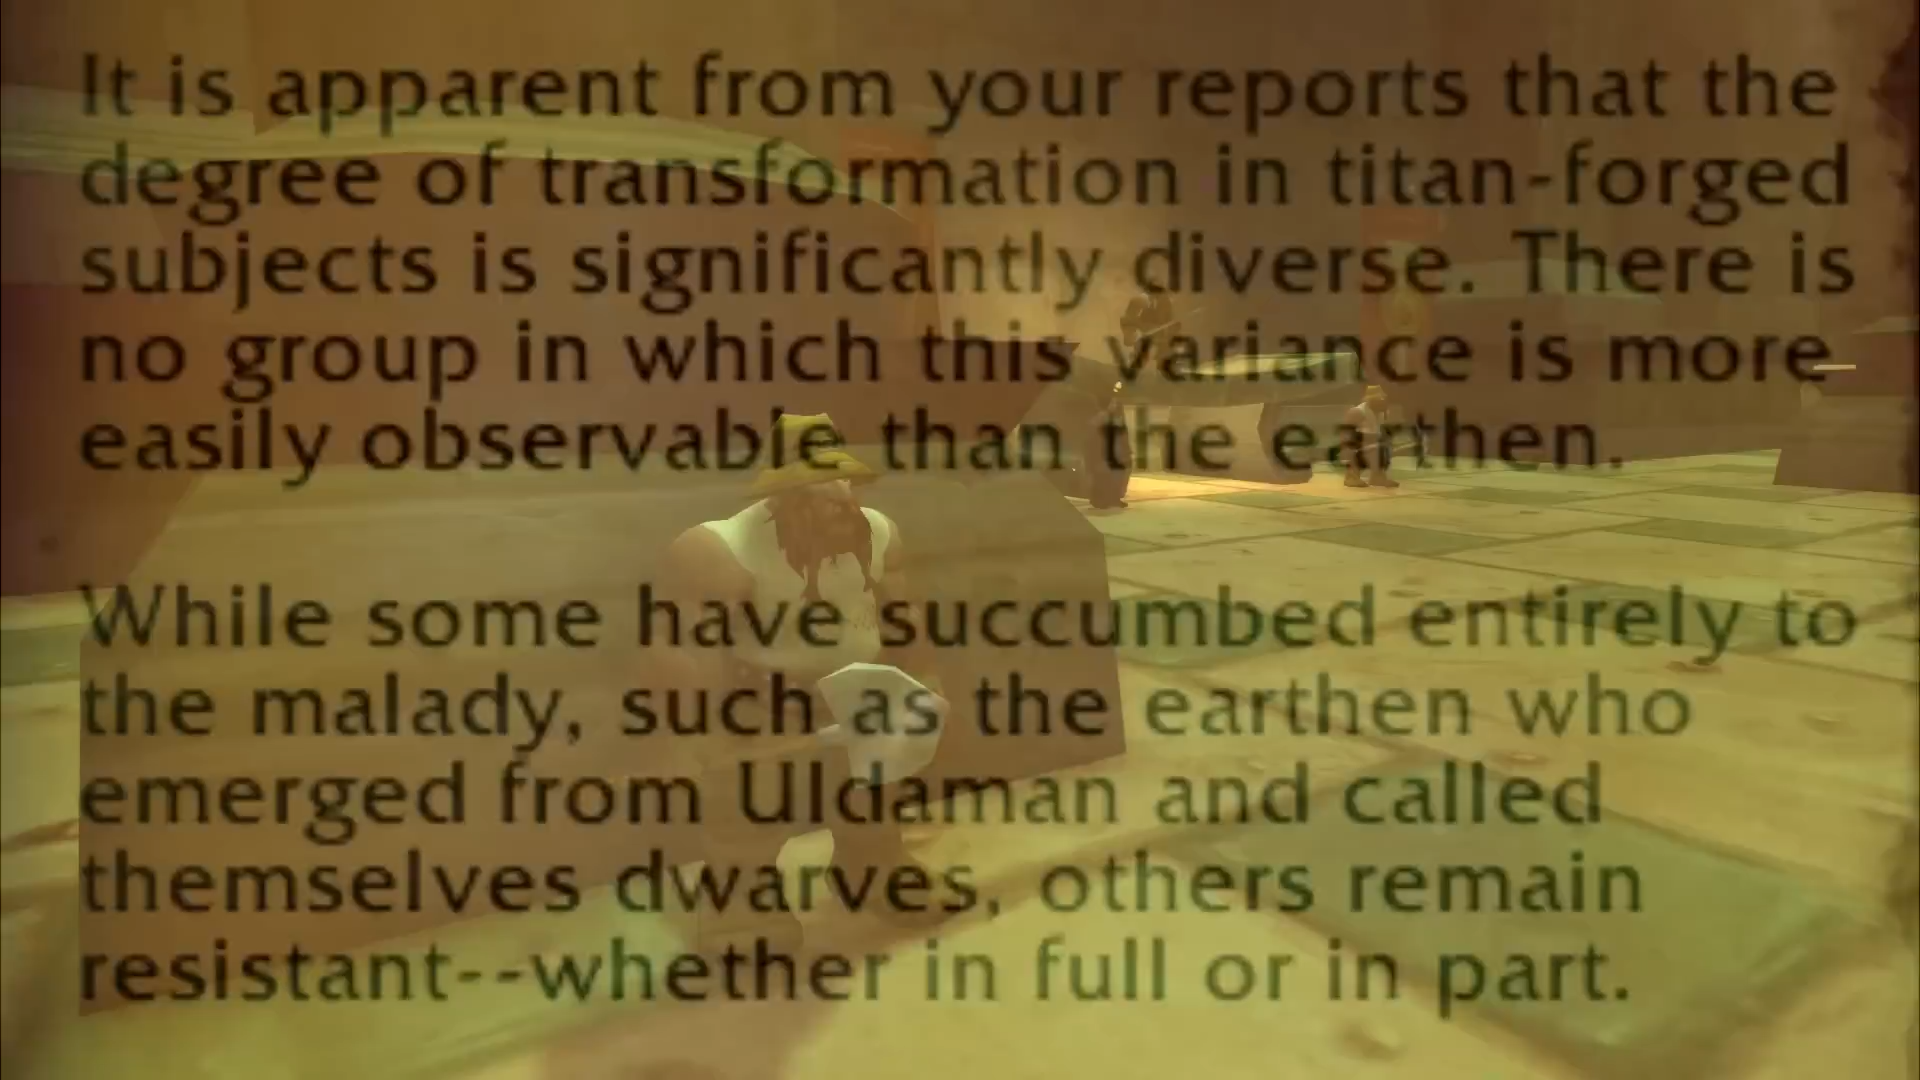 It is apparent from your reports that the
degree of transformation in titan-forged
subjects is significantly diverse. There is
no group in which this variance is more
easily observable than the earthen.
While some have succumbed entirely to
the malady, such as the earthen who
emerged from Uldaman and called
themselves dwarves, others remain
resistant--whether in full or in part.